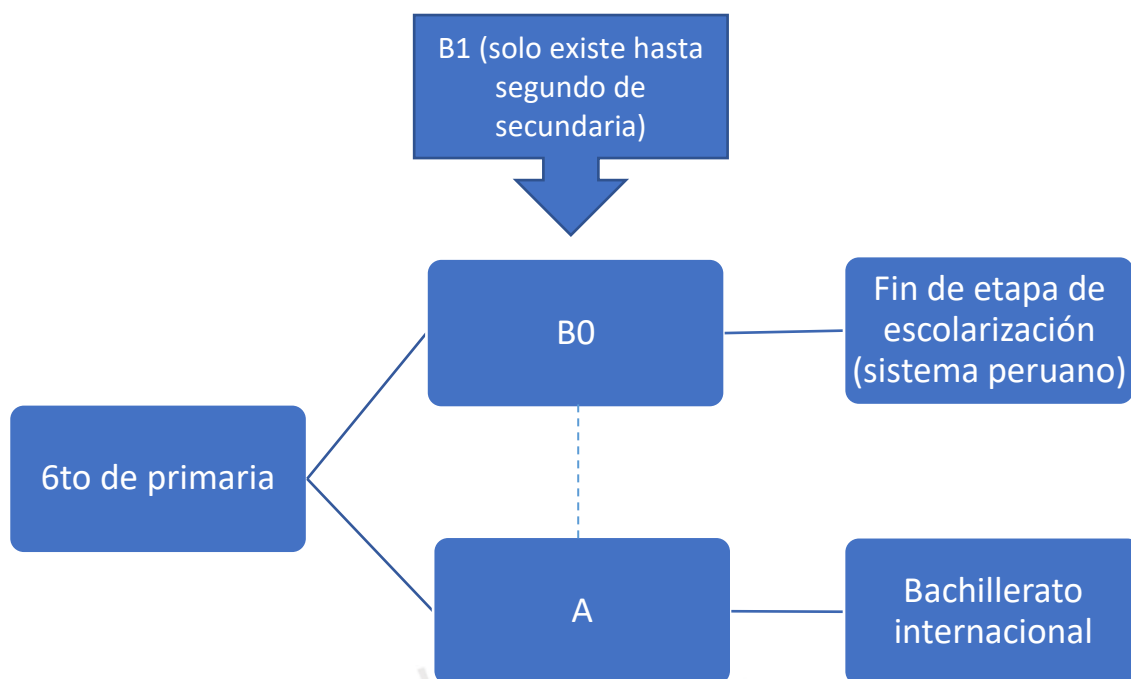 B1 (solo existe hasta
segundo de
secundaria)
B0
Fin de etapa de
escolarización
(sistema peruano)
6to de primaria
A
Bachillerato
internacional